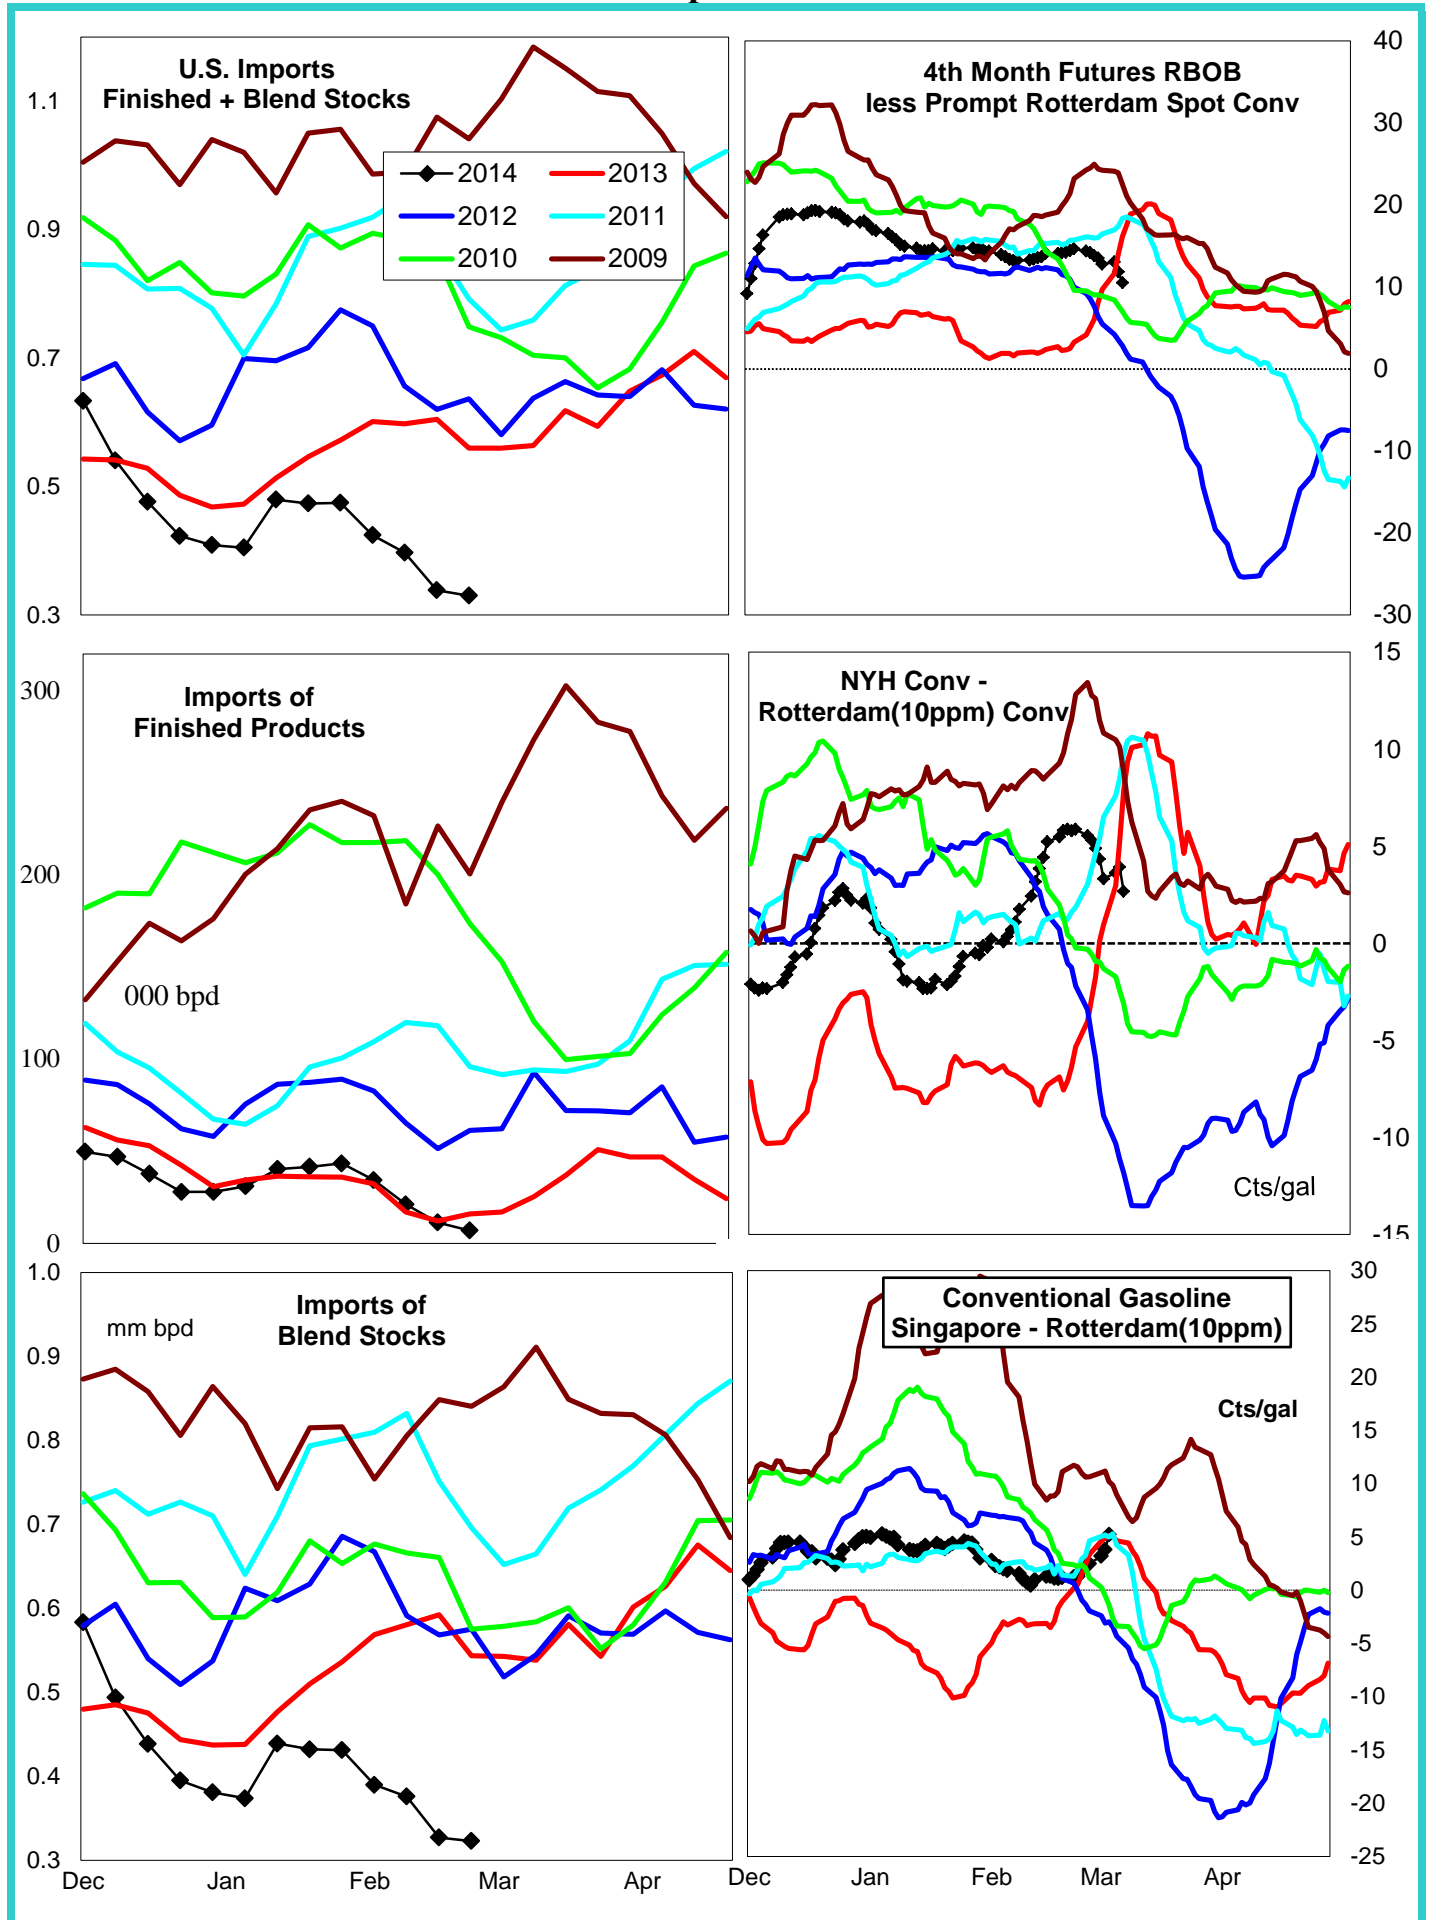 U.S. Imports
Finished + Blend Stocks
1.1
0.9
0.7
0.5
0.3
2014
2013
2012
2011
2010
2009
4th Month Futures RBOB
less Prompt Rotterdam Spot Conv
40
30
20
10
0
-10
-20
-30
Imports of
Finished Products
300
200
100
0
000 bpd
NYH Conv -
Rotterdam(10ppm) Conv
15
10
5
0
-5
-10
-15
Cts/gal
Imports of
Blend Stocks
mm bpd
1.0
0.9
0.8
0.7
0.6
0.5
0.4
0.3
Dec
Jan
Feb
Mar
Apr
Conventional Gasoline
Singapore - Rotterdam(10ppm)
Cts/gal
30
25
20
15
10
5
0
-5
-10
-15
-20
-25
Dec
Jan
Feb
Mar
Apr